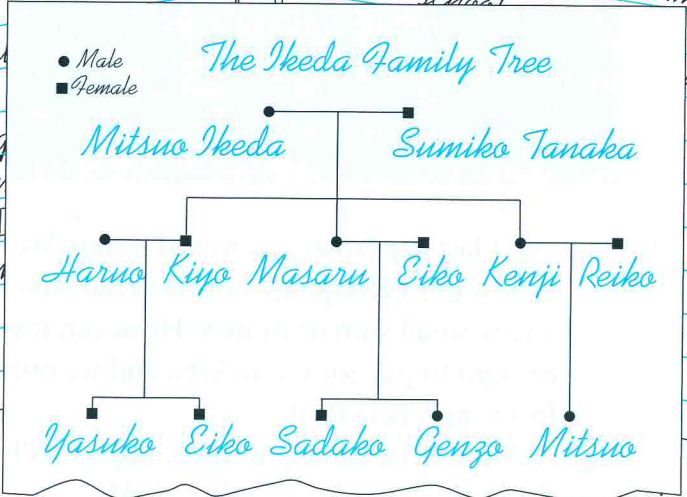 Male
The Ikeda Family Tree
Female
Mitsuo Ikeda Sumiko Tanaka
Haruo Kiyo Masaru Eiko Kenji Reiko
Yasuko Eiko Sadako Genzo Mitsuo